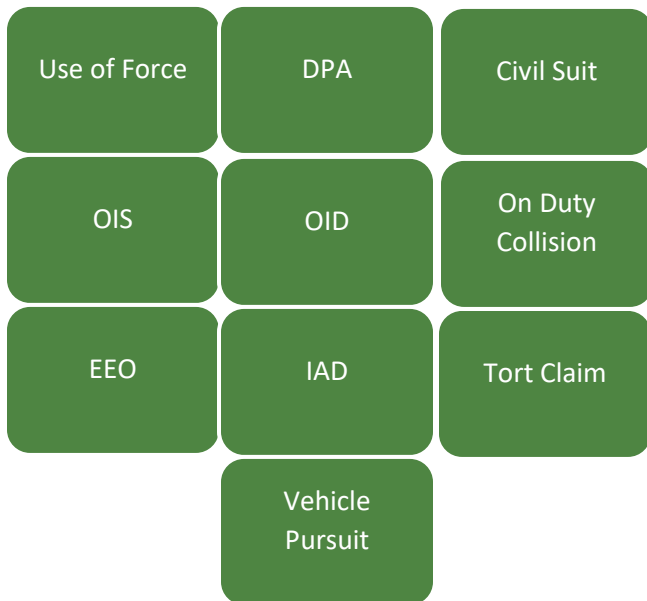 Use of Force
DPA
Civil Suit
OIS
OID
On Duty
Collision
EEO
IAD
Tort Claim
Vehicle
Pursuit